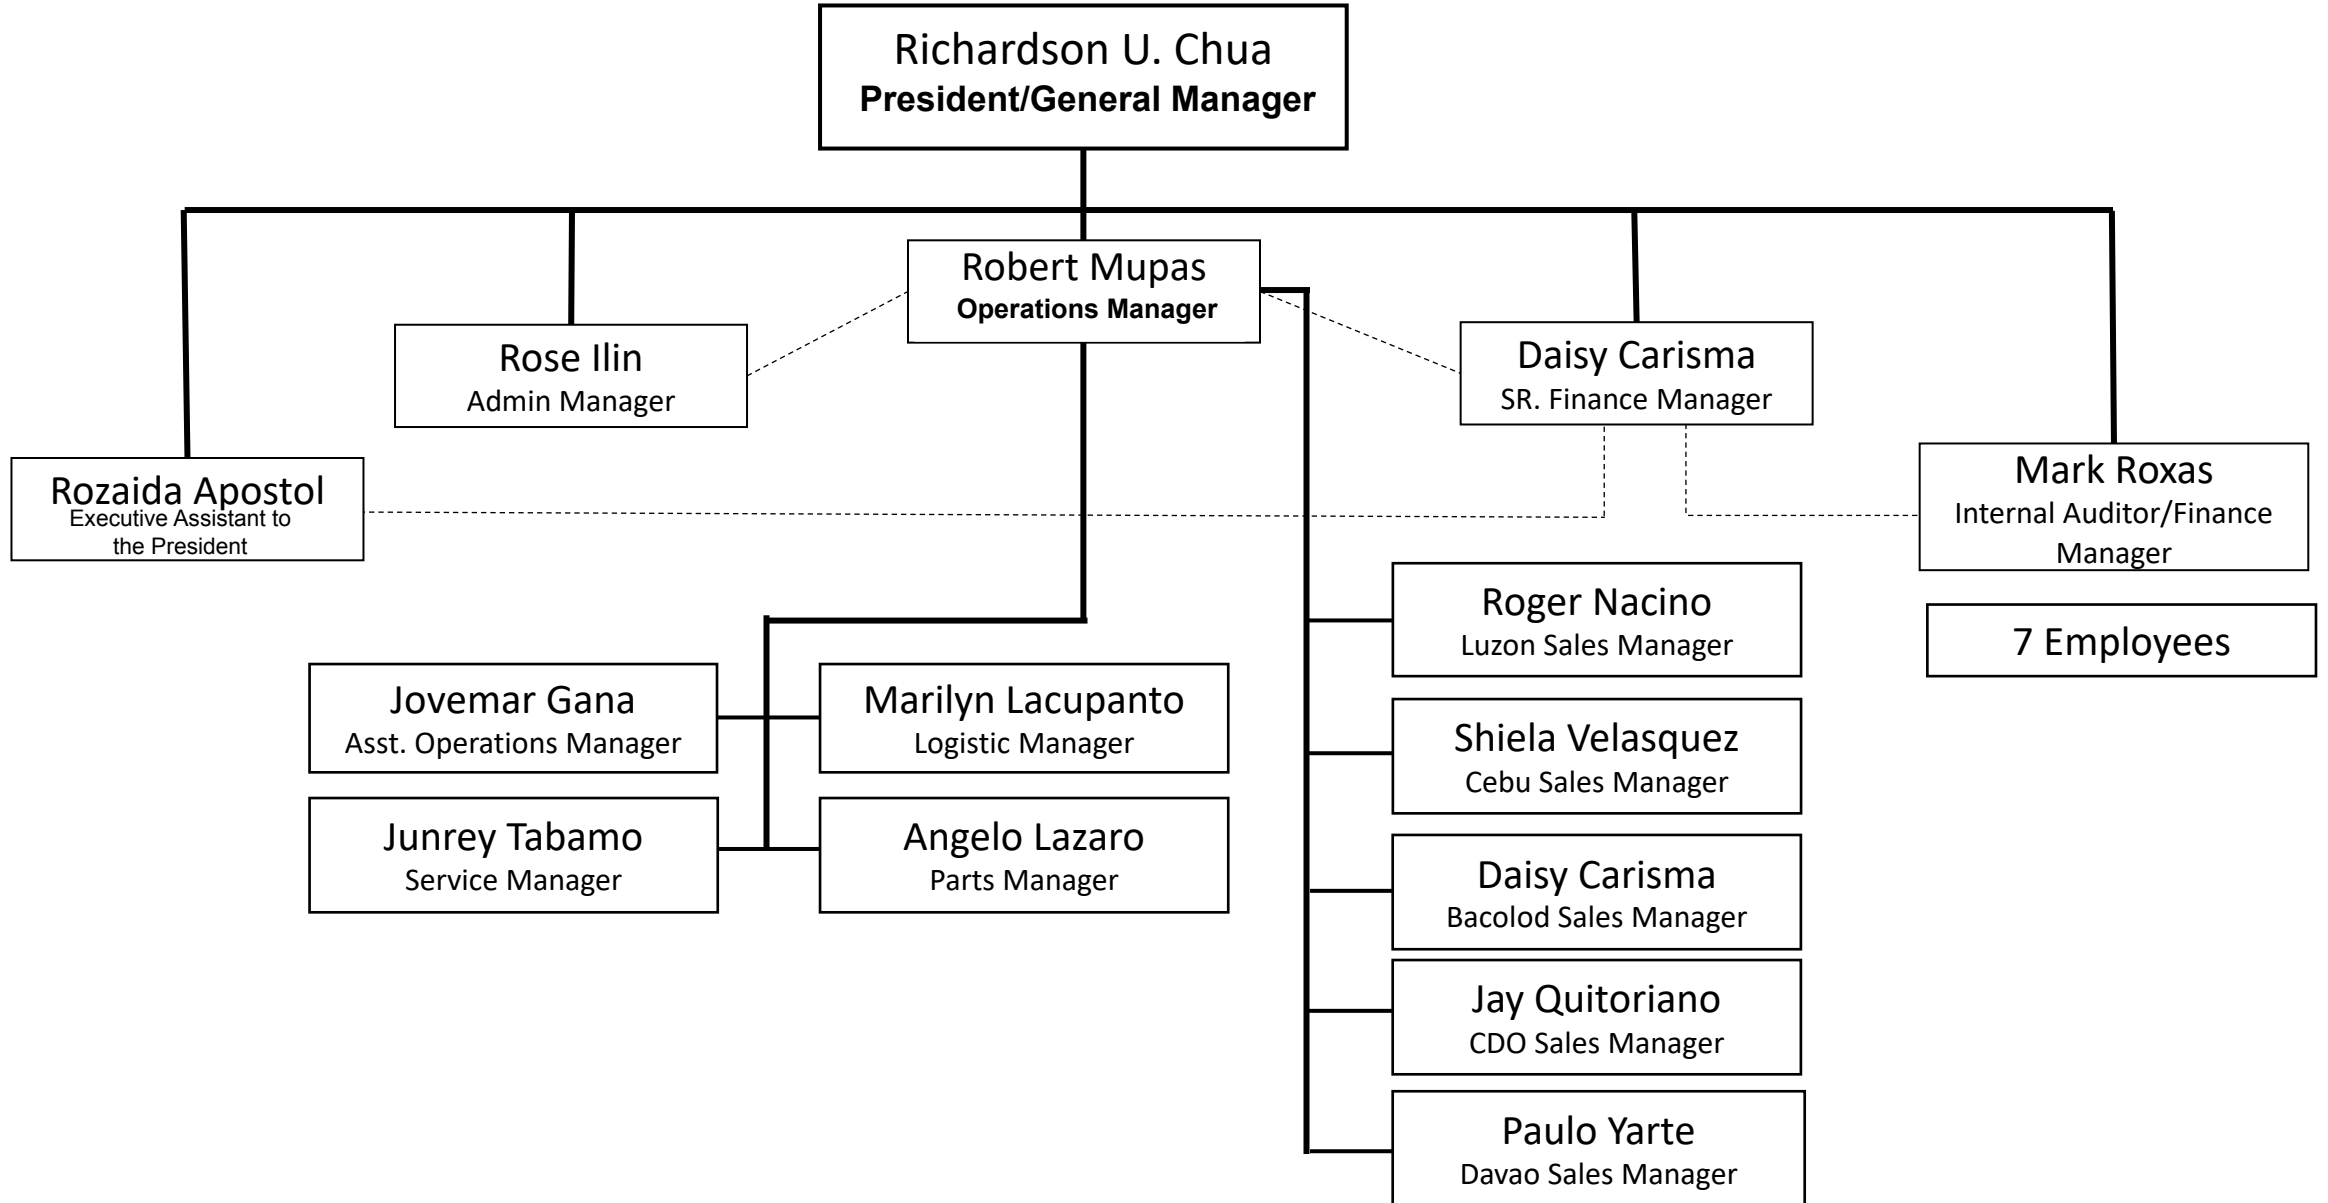 Richardson U. Chua
President/General Manager
Robert Mupas
Operations Manager
Rose Ilin
Admin Manager
Daisy Carisma
SR. Finance Manager
Rozaida Apostol
Executive Assistant to
the President
Mark Roxas
Internal Auditor/Finance
Manager
7 Employees
Jovemar Gana
Asst. Operations Manager
Marilyn Lacupanto
Logistic Manager
Junrey Tabamo
Service Manager
Angelo Lazaro
Parts Manager
Roger Nacino
Luzon Sales Manager
Shiela Velasquez
Cebu Sales Manager
Daisy Carisma
Bacolod Sales Manager
Jay Quitoriano
CDO Sales Manager
Paulo Yarte
Davao Sales Manager